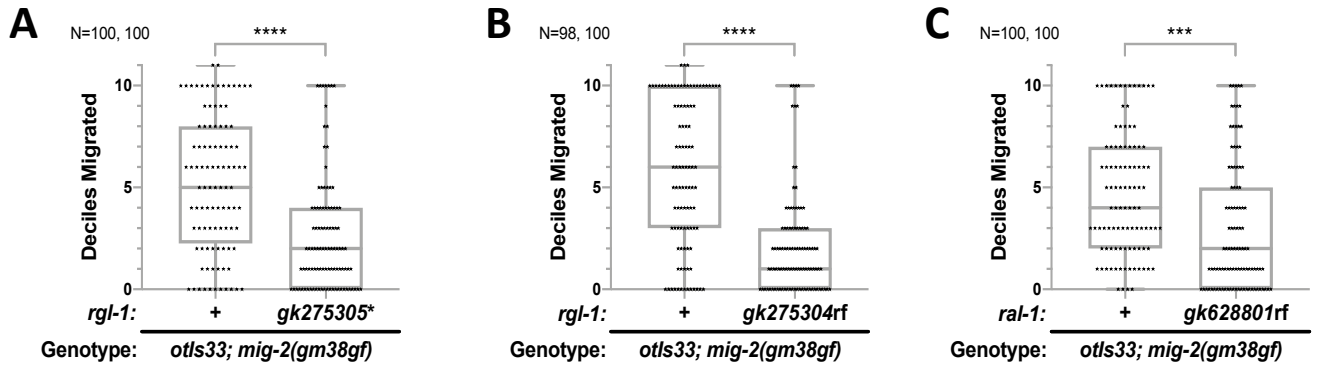 A
N=100, 100
****
Deciles Migrated
10
5
0
rgl-1:
+
gk275305*
Genotype:
otIs33; mig-2(gm38gf)
B
N=98, 100
****
Deciles Migrated
10
5
0
rgl-1:
+
gk275304rf
Genotype:
otIs33; mig-2(gm38gf)
C
N=100, 100
***
Deciles Migrated
10
5
0
ral-1:
+
gk628801rf
Genotype:
otIs33; mig-2(gm38gf)